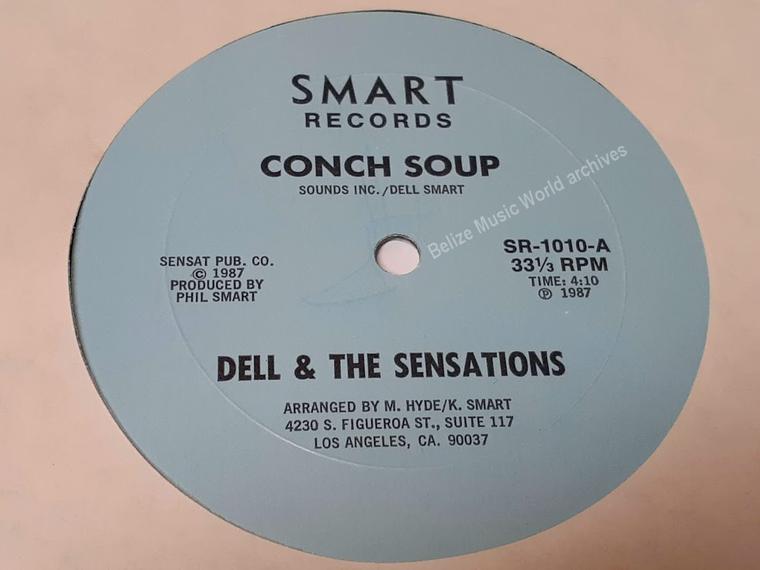 SMART
RECORDS
CONCH SOUP
SOUNDS INC./DELL SMART
Belize Music World archives
SENSAT PUB. CO.
© 1987
PRODUCED BY
PHIL SMART
SR-1010-A
33⅓ RPM
TIME: 4:10
℗ 1987
DELL & THE SENSATIONS
ARRANGED BY M. HYDE/K. SMART
4230 S. FIGUEROA ST., SUITE 117
LOS ANGELES, CA. 90037